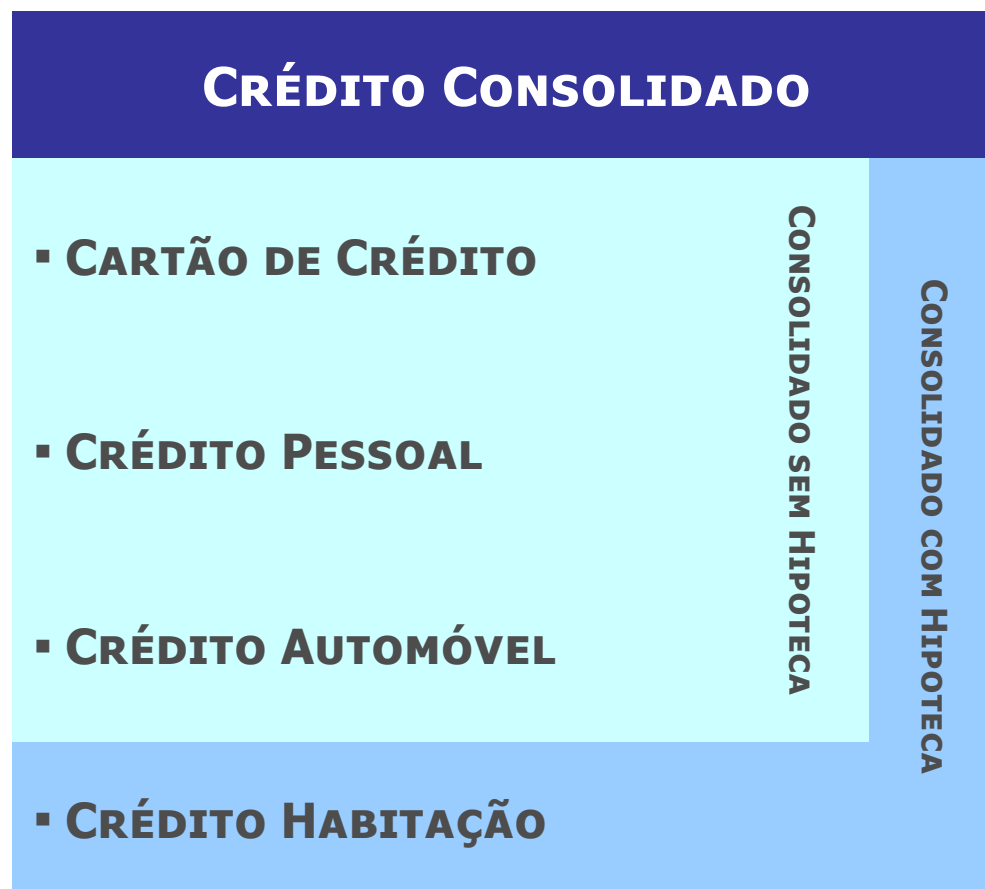 Crédito Consolidado
▪ Cartão de Crédito
▪ Crédito Pessoal
▪ Crédito Automóvel
▪ Crédito Habitação
Consolidado sem Hipoteca
Consolidado com Hipoteca